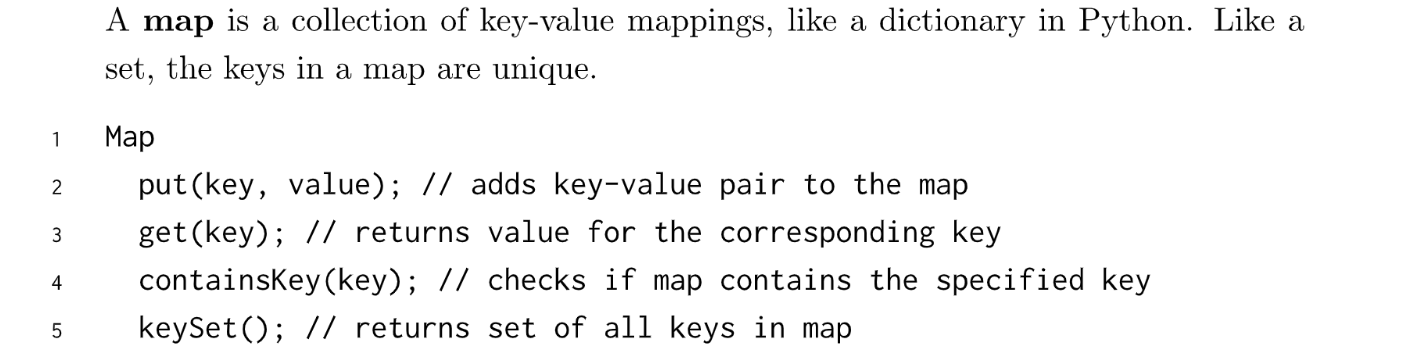 A map is a collection of key-value mappings, like a dictionary in Python. Like a
set, the keys in a map are unique.
1 Map
2 put(key, value); // adds key-value pair to the map
3 get(key); // returns value for the corresponding key
4 containsKey(key); // checks if map contains the specified key
5 keySet(); // returns set of all keys in map